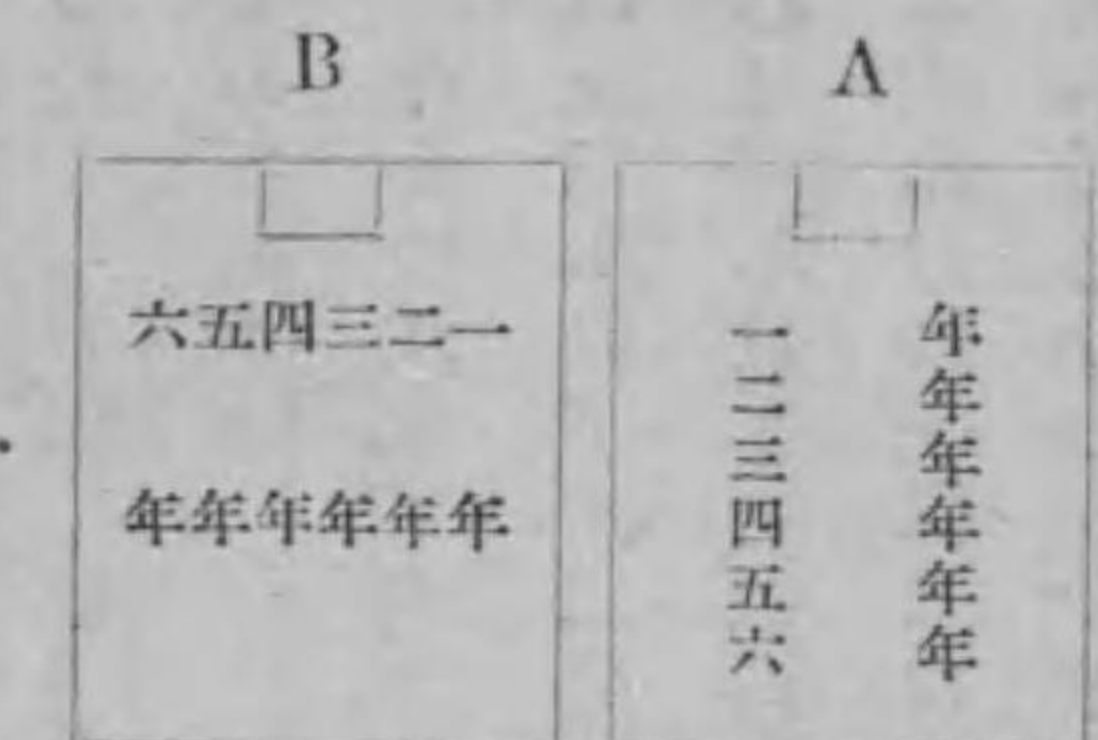 A
一 年
二 年
三 年
四 年
五 年
六 年
B
一 年
二 年
三 年
四 年
五 年
六 年